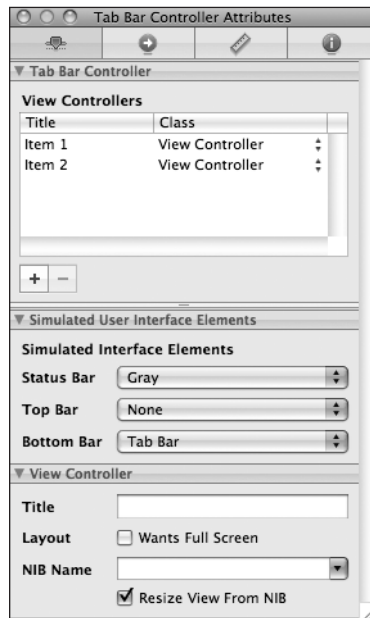 Tab Bar Controller Attributes
Tab Bar Controller
View Controllers
Title Class
Item 1 View Controller
Item 2 View Controller
+ −
Simulated User Interface Elements
Simulated Interface Elements
Status Bar Gray
Top Bar None
Bottom Bar Tab Bar
View Controller
Title
Layout Wants Full Screen
NIB Name
Resize View From NIB